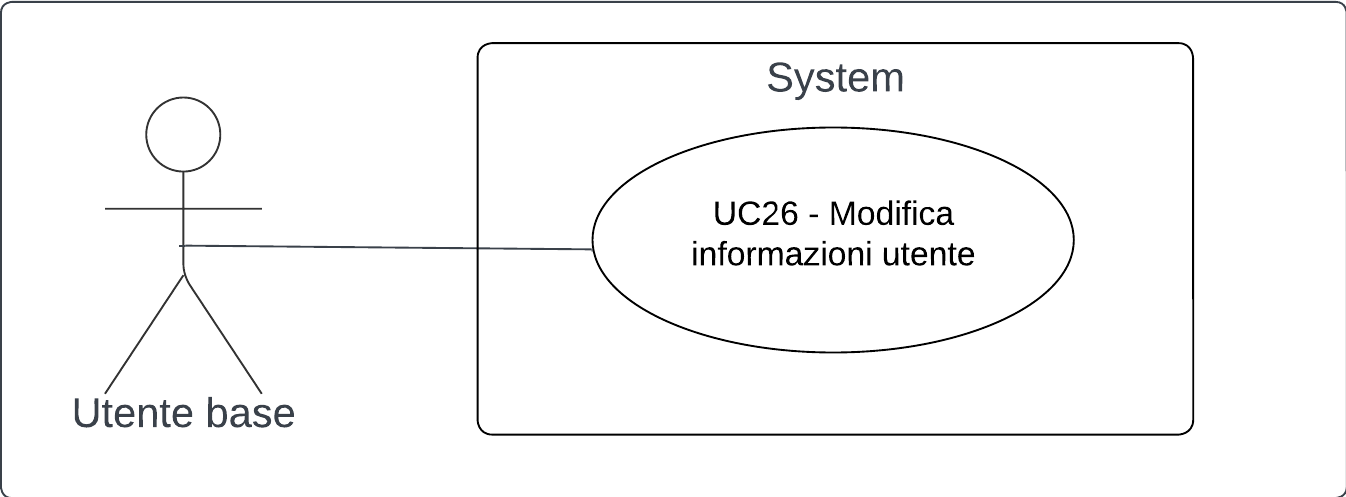 System
UC26 - Modifica
informazioni utente
Utente base